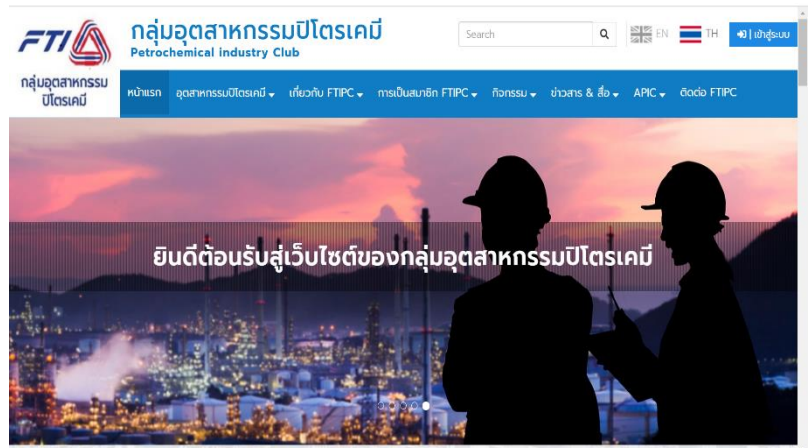 FTI
กลุ่มอุตสาหกรรม
ปิโตรเคมี
กลุ่มอุตสาหกรรมปิโตรเคมี
Petrochemical industry Club
Search
EN
TH
| เข้าสู่ระบบ
หน้าแรก อุตสาหกรรมปิโตรเคมี เกี่ยวกับ FTIPC การเป็นสมาชิก FTIPC กิจกรรม ข่าวสาร & สื่อ APIC ติดต่อ FTIPC
ยินดีต้อนรับสู่เว็บไซต์ของกลุ่มอุตสาหกรรมปิโตรเคมี